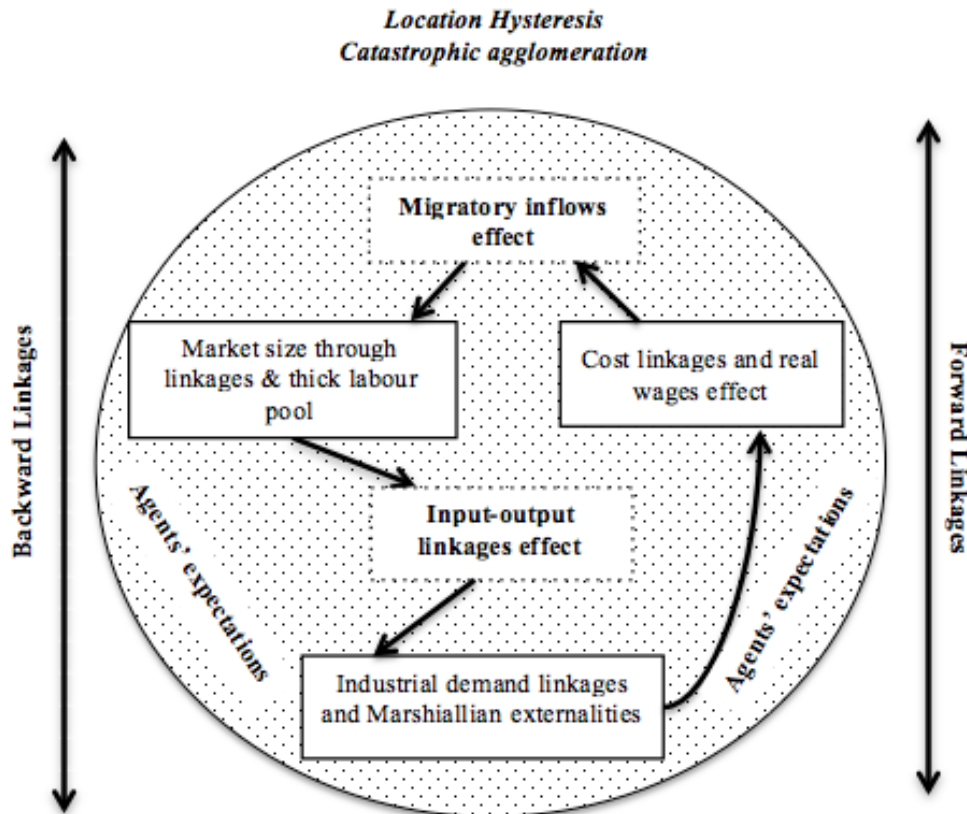 Location Hysteresis
Catastrophic agglomeration
Migratory inflows
effect
Market size through
linkages & thick labour
pool
Cost linkages and real
wages effect
Backward Linkages
Forward Linkages
Agents' expectations
Input-output
linkages effect
Agents' expectations
Industrial demand linkages
and Marshiallian externalities